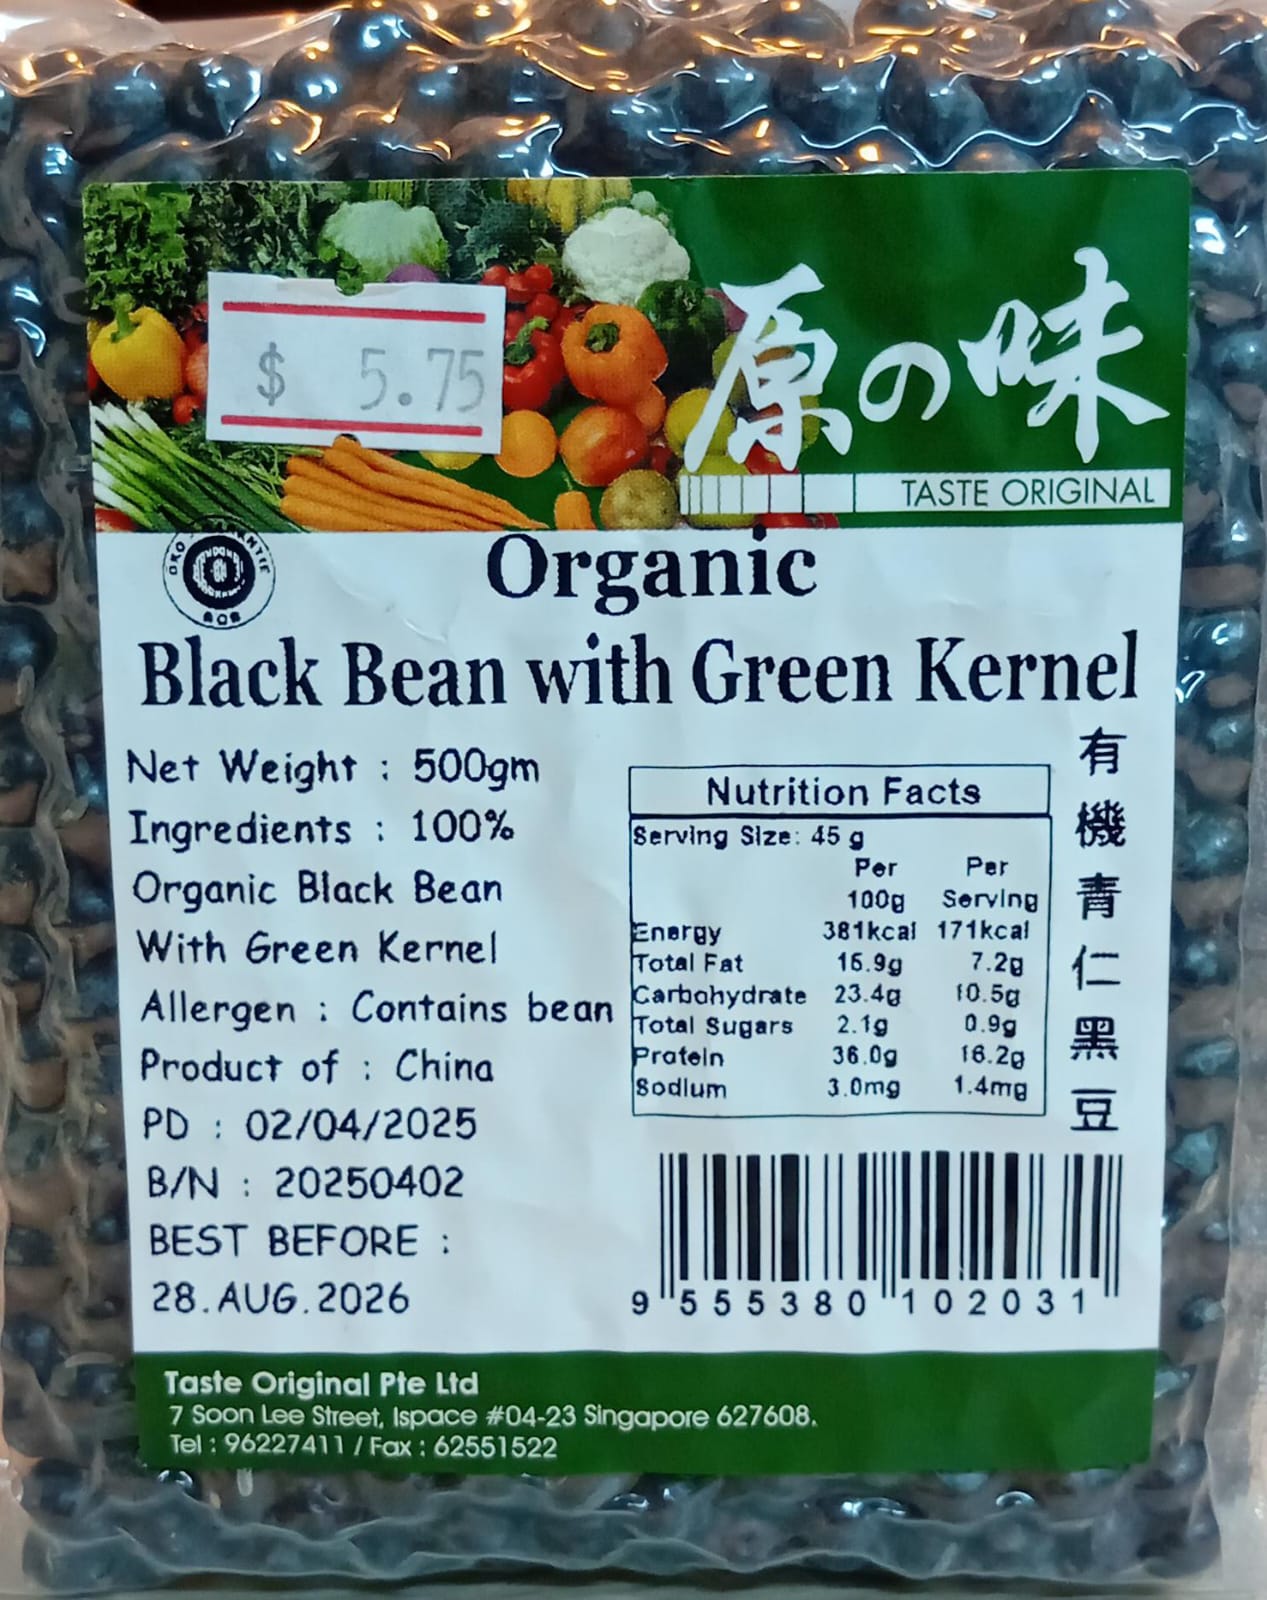 $ 5.75
原の味
TASTE ORIGINAL
Organic
Black Bean with Green Kernel
有機青仁黑豆
Net Weight : 500gm
Ingredients : 100%
Organic Black Bean
With Green Kernel
Allergen : Contains bean
Product of : China
PD : 02/04/2025
B/N : 20250402
BEST BEFORE :
28.AUG.2026
Nutrition Facts
Serving Size: 45 g
Per Per
100g Serving
Energy 381kcal 171kcal
Total Fat 15.9g 7.2g
Carbohydrate 23.4g 10.5g
Total Sugars 2.1g 0.9g
Protein 36.0g 16.2g
Sodium 3.0mg 1.4mg
9 555380 102031
Taste Original Pte Ltd
7 Soon Lee Street, Ispace #04-23 Singapore 627608.
Tel : 96227411 / Fax : 62551522